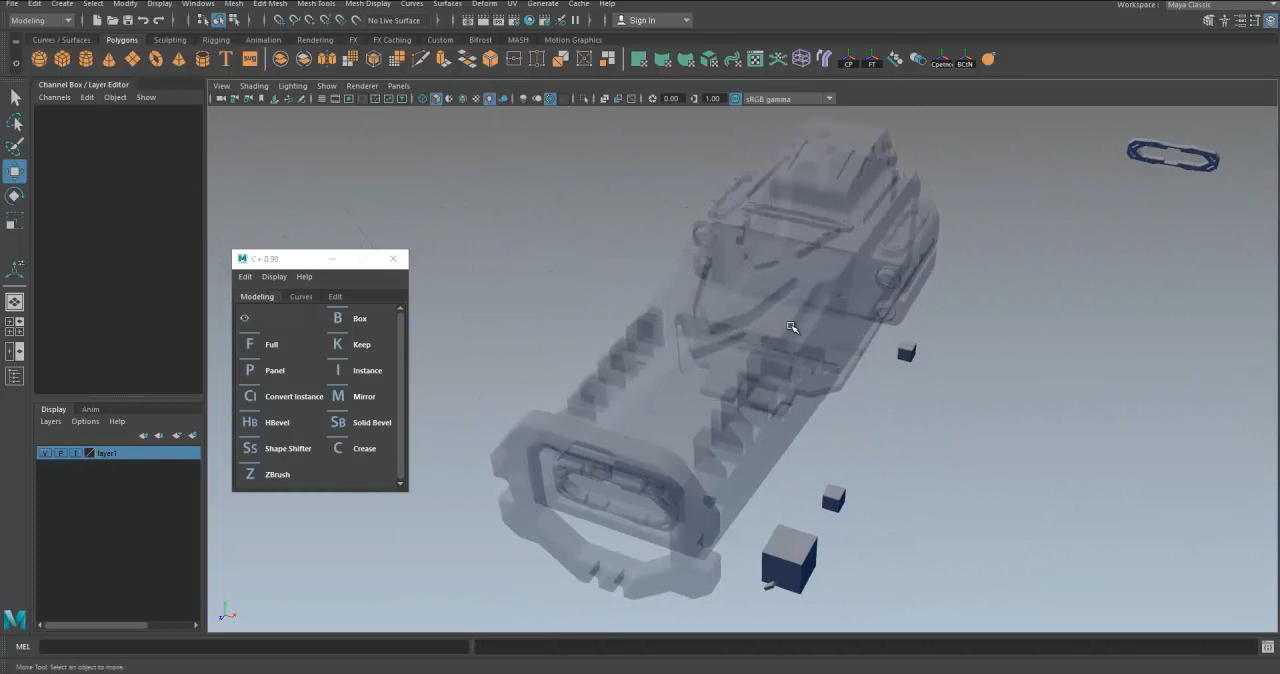 File Edit Create Select Modify Display Windows Mesh Edit Mesh Mesh Tools Mesh Display Curves Surfaces Deform UV Generate Cache Help
Workspace : Maya Classic
Modeling No Live Surface Sign In
Curves / Surfaces Polygons Sculpting Rigging Animation Rendering FX FX Caching Custom Bifrost MASH Motion Graphics
T SVG CP FT BCtN
Channel Box / Layer Editor
Channels Edit Object Show
View Shading Lighting Show Renderer Panels
0.00 1.00 sRGB gamma
C+ 0.98
Edit Display Help
Modeling Curves Edit
B Box
F Full K Keep
P Panel I Instance
CI Convert Instance M Mirror
HB HBevel SB Solid Bevel
SS Shape Shifter C Crease
Z ZBrush
Display Anim
Layers Options Help
V P T layer1
MEL
Move Tool: Select an object to move.